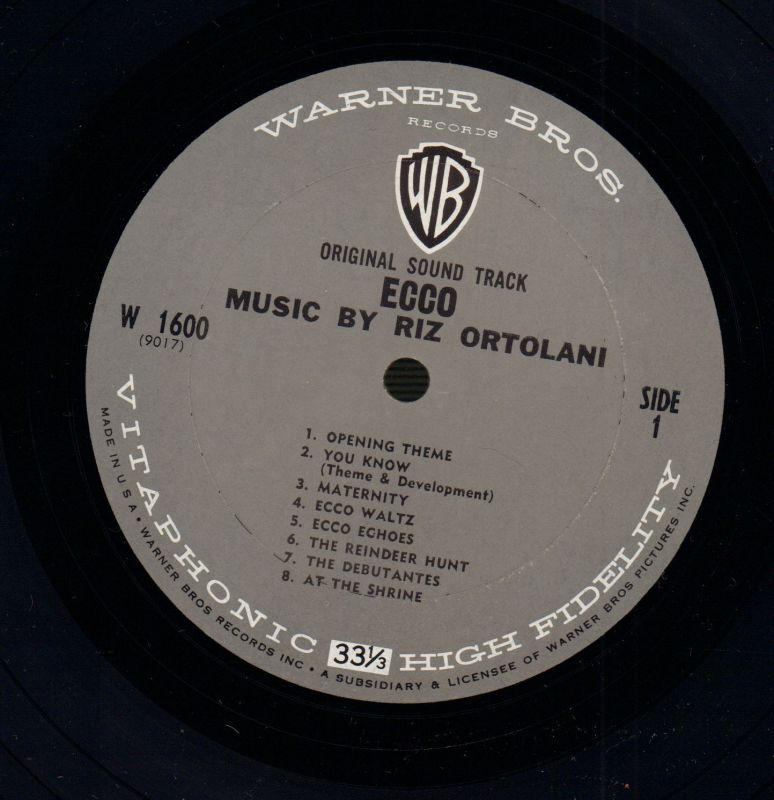 WARNER BROS.
RECORDS
WB
ORIGINAL SOUND TRACK
ECCO
MUSIC BY RIZ ORTOLANI
W 1600
(9017)
SIDE
1
1. OPENING THEME
2. YOU KNOW
(Theme & Development)
3. MATERNITY
4. ECCO WALTZ
5. ECCO ECHOES
6. THE REINDEER HUNT
7. THE DEBUTANTES
8. AT THE SHRINE
VITAPHONIC 33⅓ HIGH FIDELITY
MADE IN U S A • WARNER BROS RECORDS INC • A SUBSIDIARY & LICENSEE OF WARNER BROS PICTURES INC.